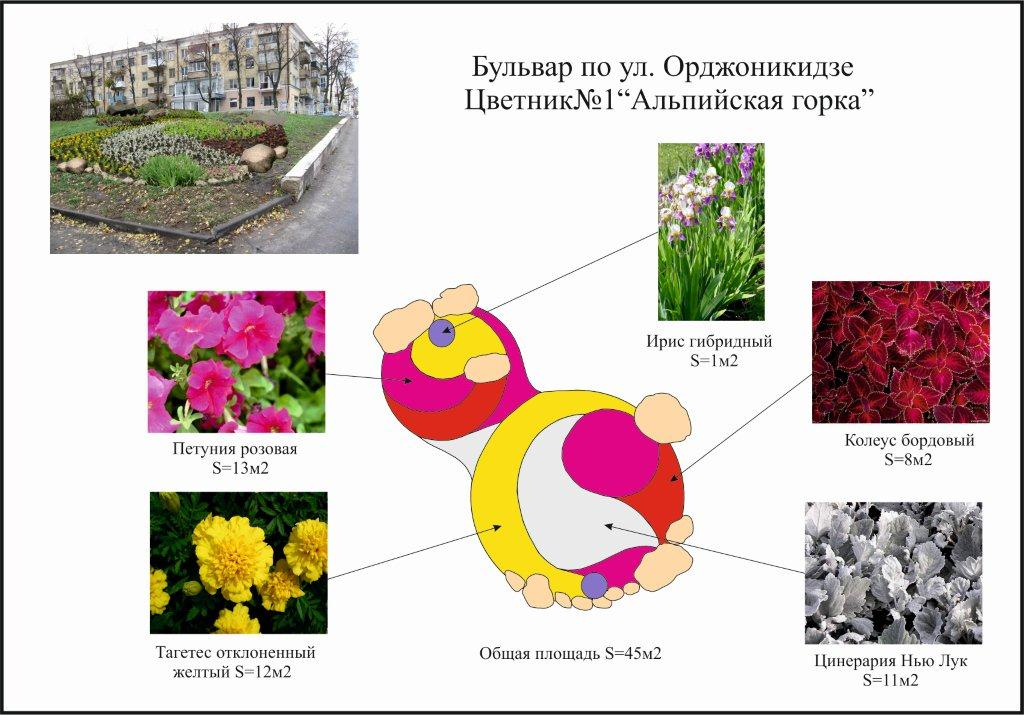 Бульвар по ул. Орджоникидзе
Цветник№1“Альпийская горка”
Ирис гибридный
S=1м2
Петуния розовая
S=13м2
Колеус бордовый
S=8м2
Тагетес отклоненный
желтый S=12м2
Общая площадь S=45м2
Цинерария Нью Лук
S=11м2